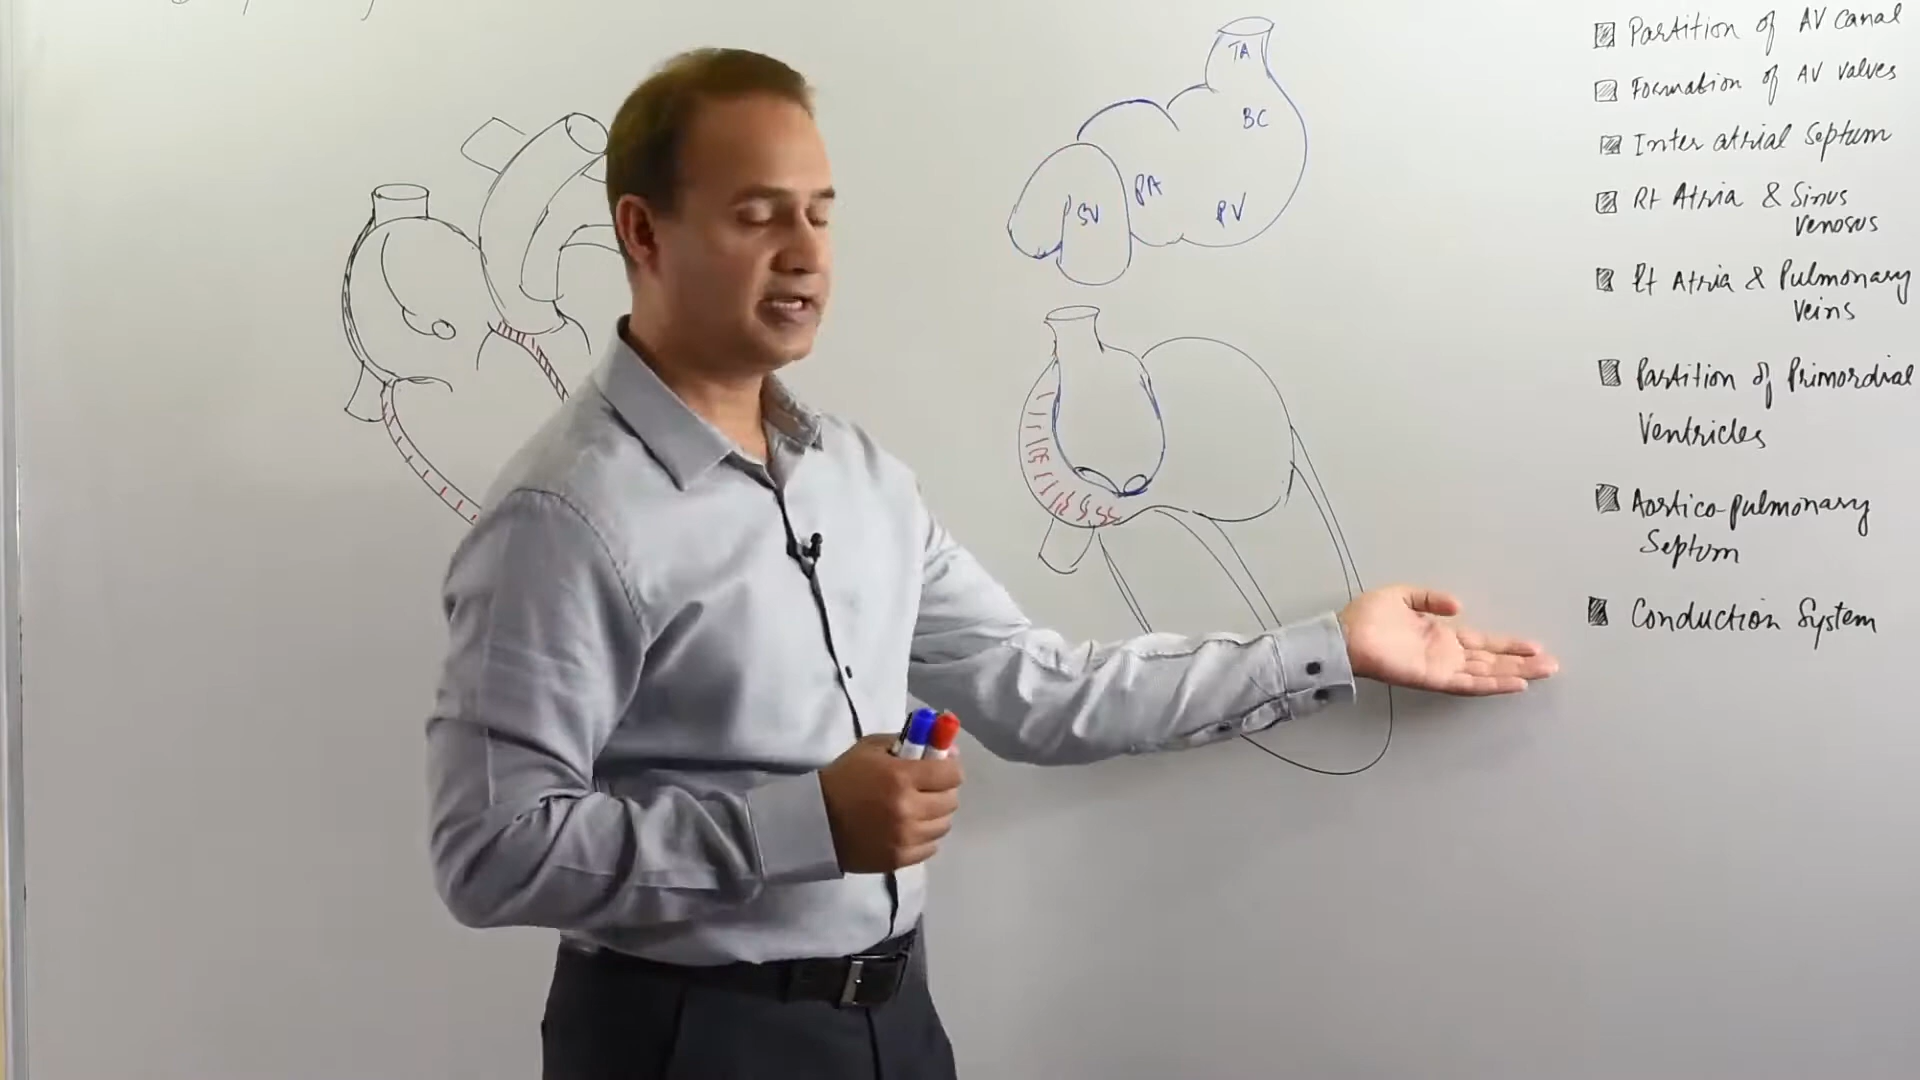 TA
BC
PA
SV
PV
Partition of AV Canal
Formation of AV Valves
Inter atrial Septum
Rt Atria & Sinus
Venosus
Lt Atria & Pulmonary
Veins
Partition of Primordial
Ventricles
Aortico-pulmonary
Septum
Conduction System